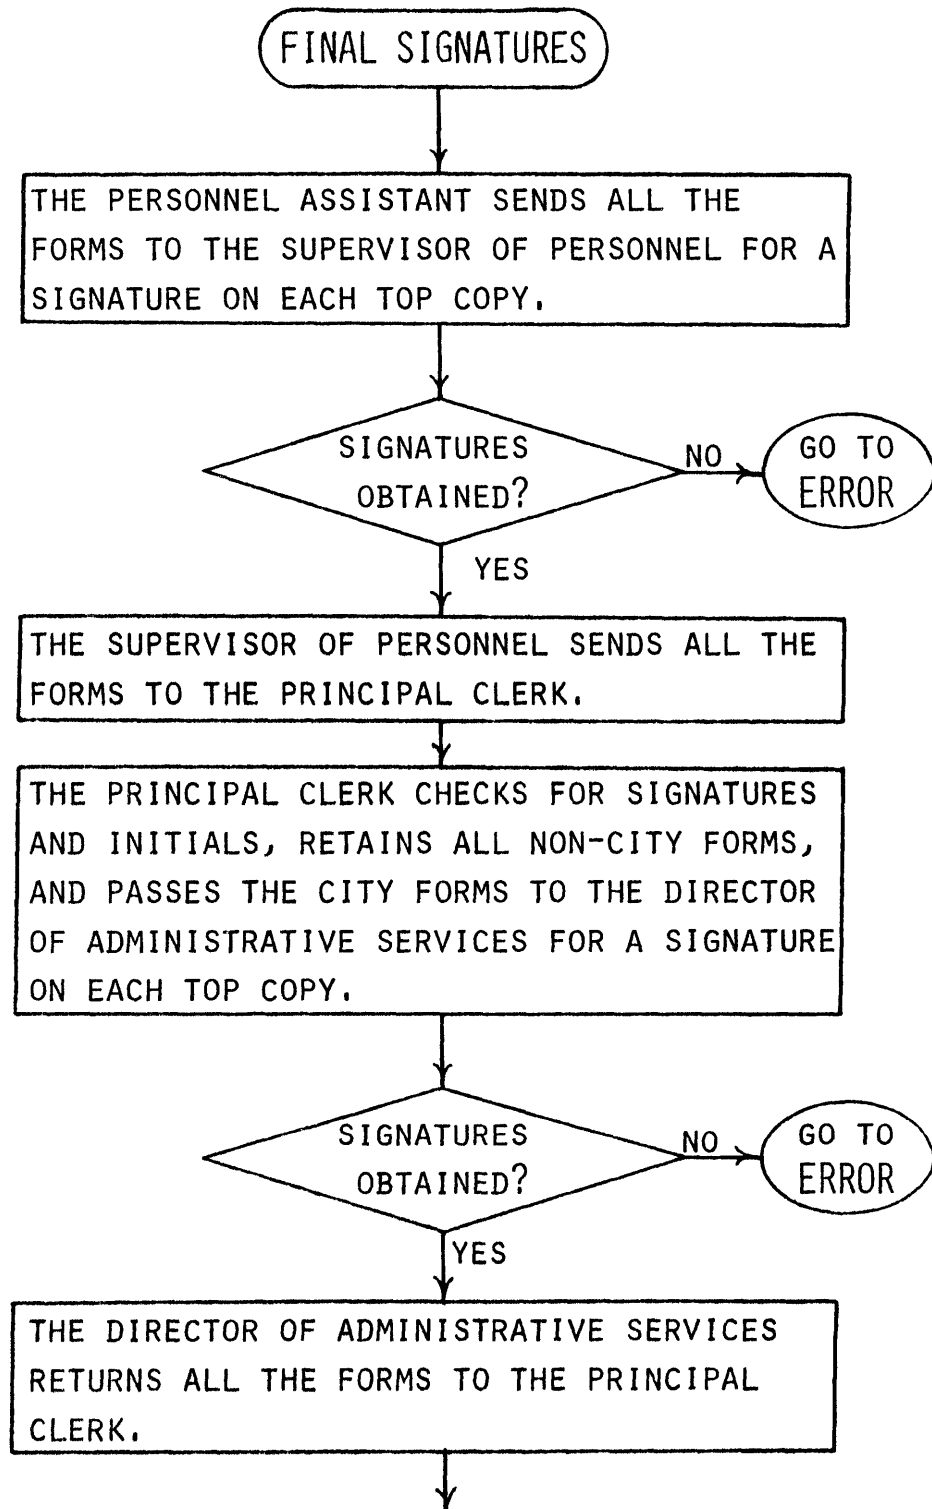 FINAL SIGNATURES
THE PERSONNEL ASSISTANT SENDS ALL THE
FORMS TO THE SUPERVISOR OF PERSONNEL FOR A
SIGNATURE ON EACH TOP COPY.
SIGNATURES
OBTAINED?
NO
GO TO
ERROR
YES
THE SUPERVISOR OF PERSONNEL SENDS ALL THE
FORMS TO THE PRINCIPAL CLERK.
THE PRINCIPAL CLERK CHECKS FOR SIGNATURES
AND INITIALS, RETAINS ALL NON-CITY FORMS,
AND PASSES THE CITY FORMS TO THE DIRECTOR
OF ADMINISTRATIVE SERVICES FOR A SIGNATURE
ON EACH TOP COPY.
SIGNATURES
OBTAINED?
NO
GO TO
ERROR
YES
THE DIRECTOR OF ADMINISTRATIVE SERVICES
RETURNS ALL THE FORMS TO THE PRINCIPAL
CLERK.